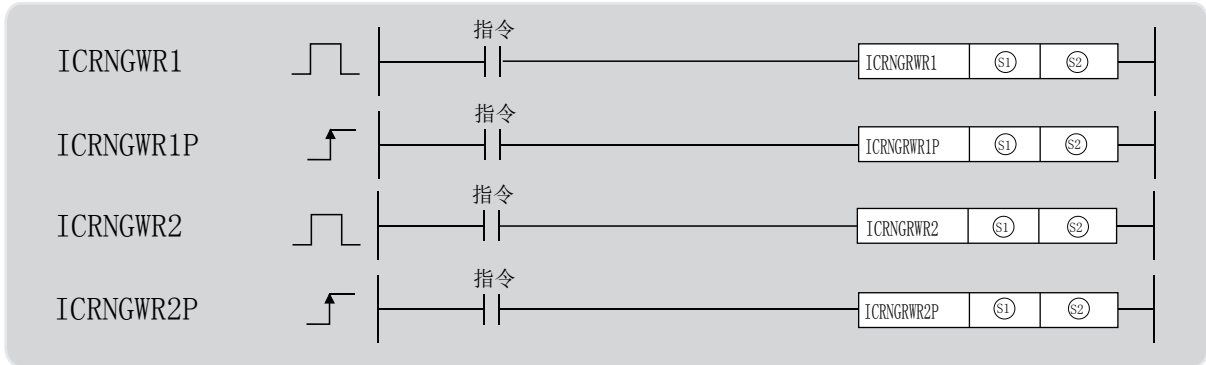 指令
ICRNGWR1 ICRNGRWR1 S1 S2
指令
ICRNGWR1P ICRNGRWR1P S1 S2
指令
ICRNGWR2 ICRNGRWR2 S1 S2
指令
ICRNGWR2P ICRNGRWR2P S1 S2